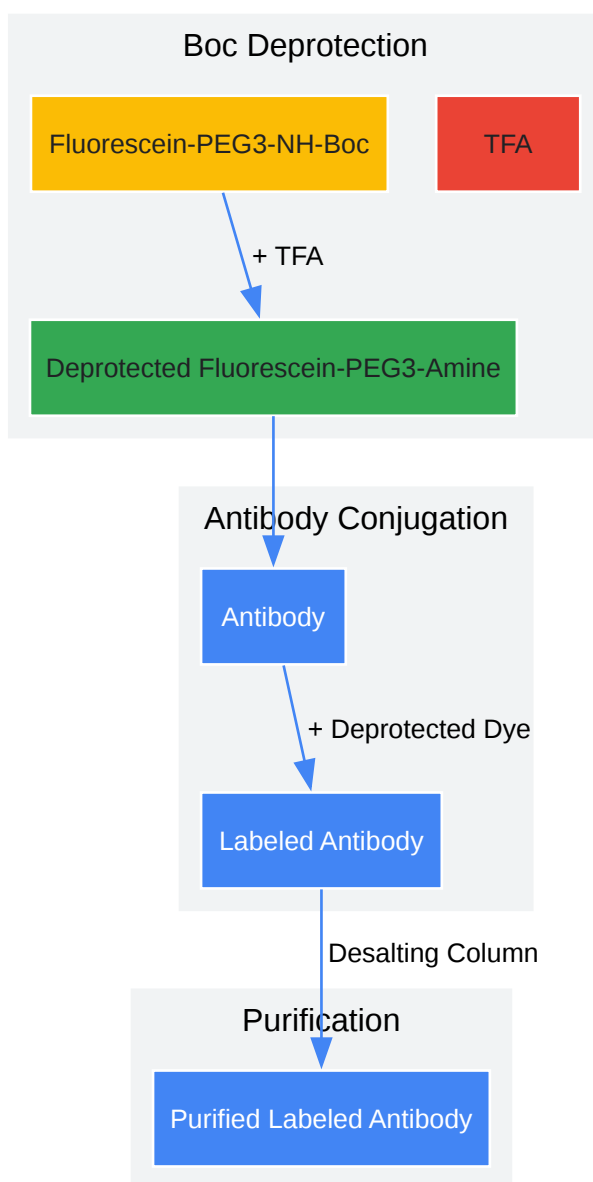 Boc Deprotection
Fluorescein-PEG3-NH-Boc
TFA
+ TFA
Deprotected Fluorescein-PEG3-Amine
Antibody Conjugation
Antibody
+ Deprotected Dye
Labeled Antibody
Desalting Column
Purification
Purified Labeled Antibody